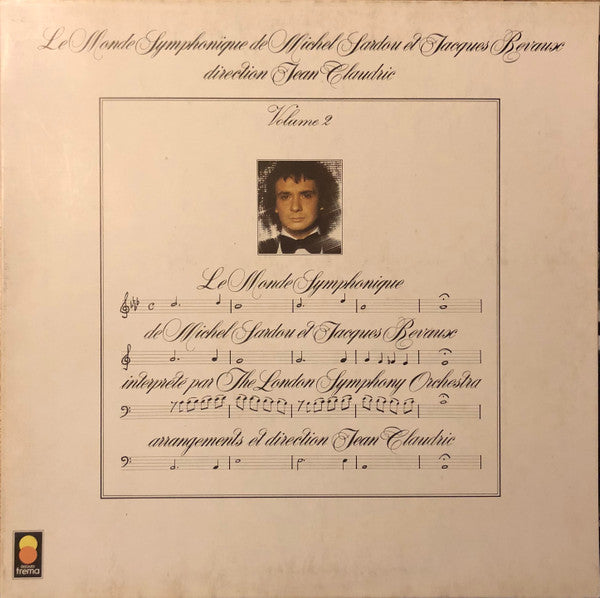 Le Monde Symphonique de Michel Sardou et Jacques Revaux
direction Jean Claudric
Volume 2
Le Monde Symphonique
de Michel Sardou et Jacques Revaux
interprété par The London Symphony Orchestra
arrangements et direction Jean Claudric
disques
trema